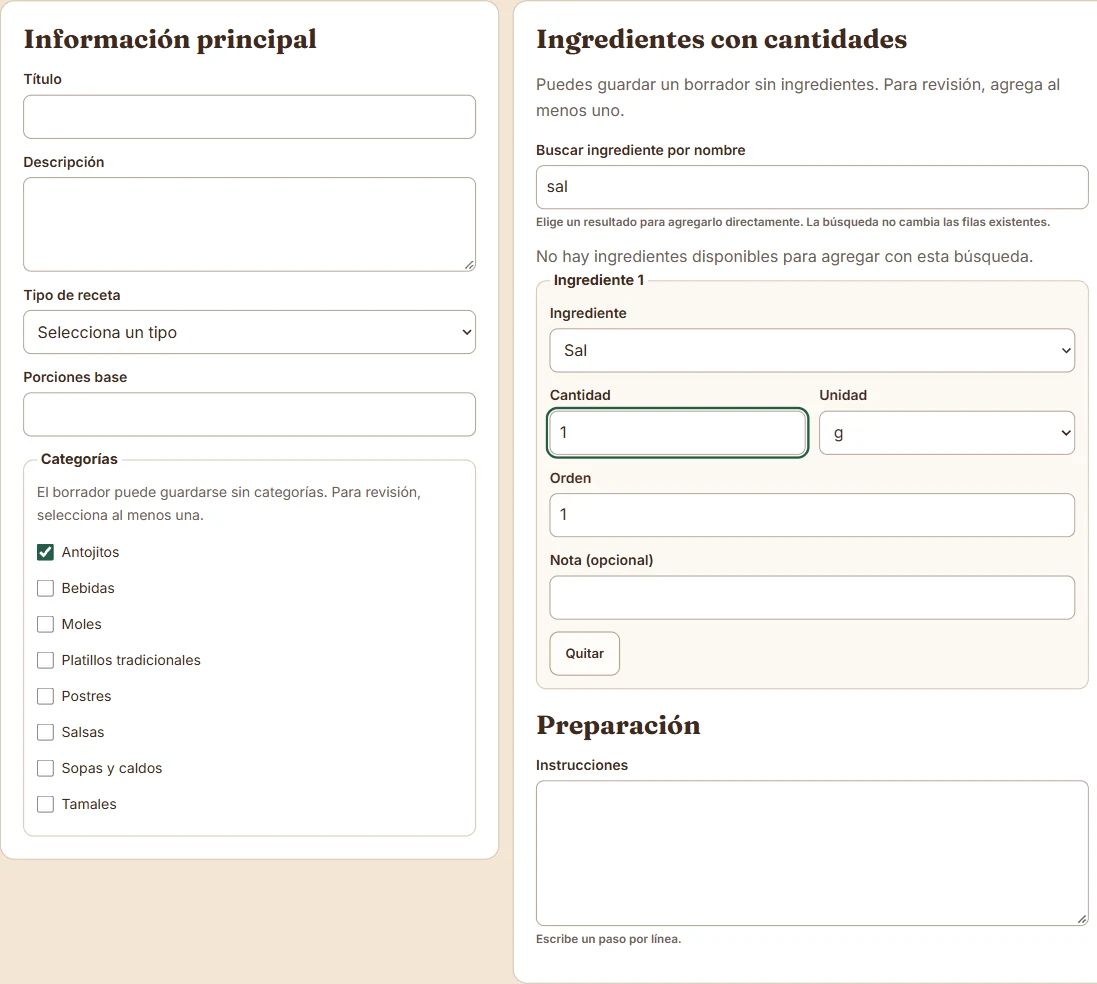 Información principal
Título
Descripción
Tipo de receta
Selecciona un tipo
Porciones base
Categorías
El borrador puede guardarse sin categorías. Para revisión,
selecciona al menos una.
Antojitos
Bebidas
Moles
Platillos tradicionales
Postres
Salsas
Sopas y caldos
Tamales
Ingredientes con cantidades
Puedes guardar un borrador sin ingredientes. Para revisión, agrega al
menos uno.
Buscar ingrediente por nombre
sal
Elige un resultado para agregarlo directamente. La búsqueda no cambia las filas existentes.
No hay ingredientes disponibles para agregar con esta búsqueda.
Ingrediente 1
Ingrediente
Sal
Cantidad
1
Unidad
g
Orden
1
Nota (opcional)
Quitar
Preparación
Instrucciones
Escribe un paso por línea.